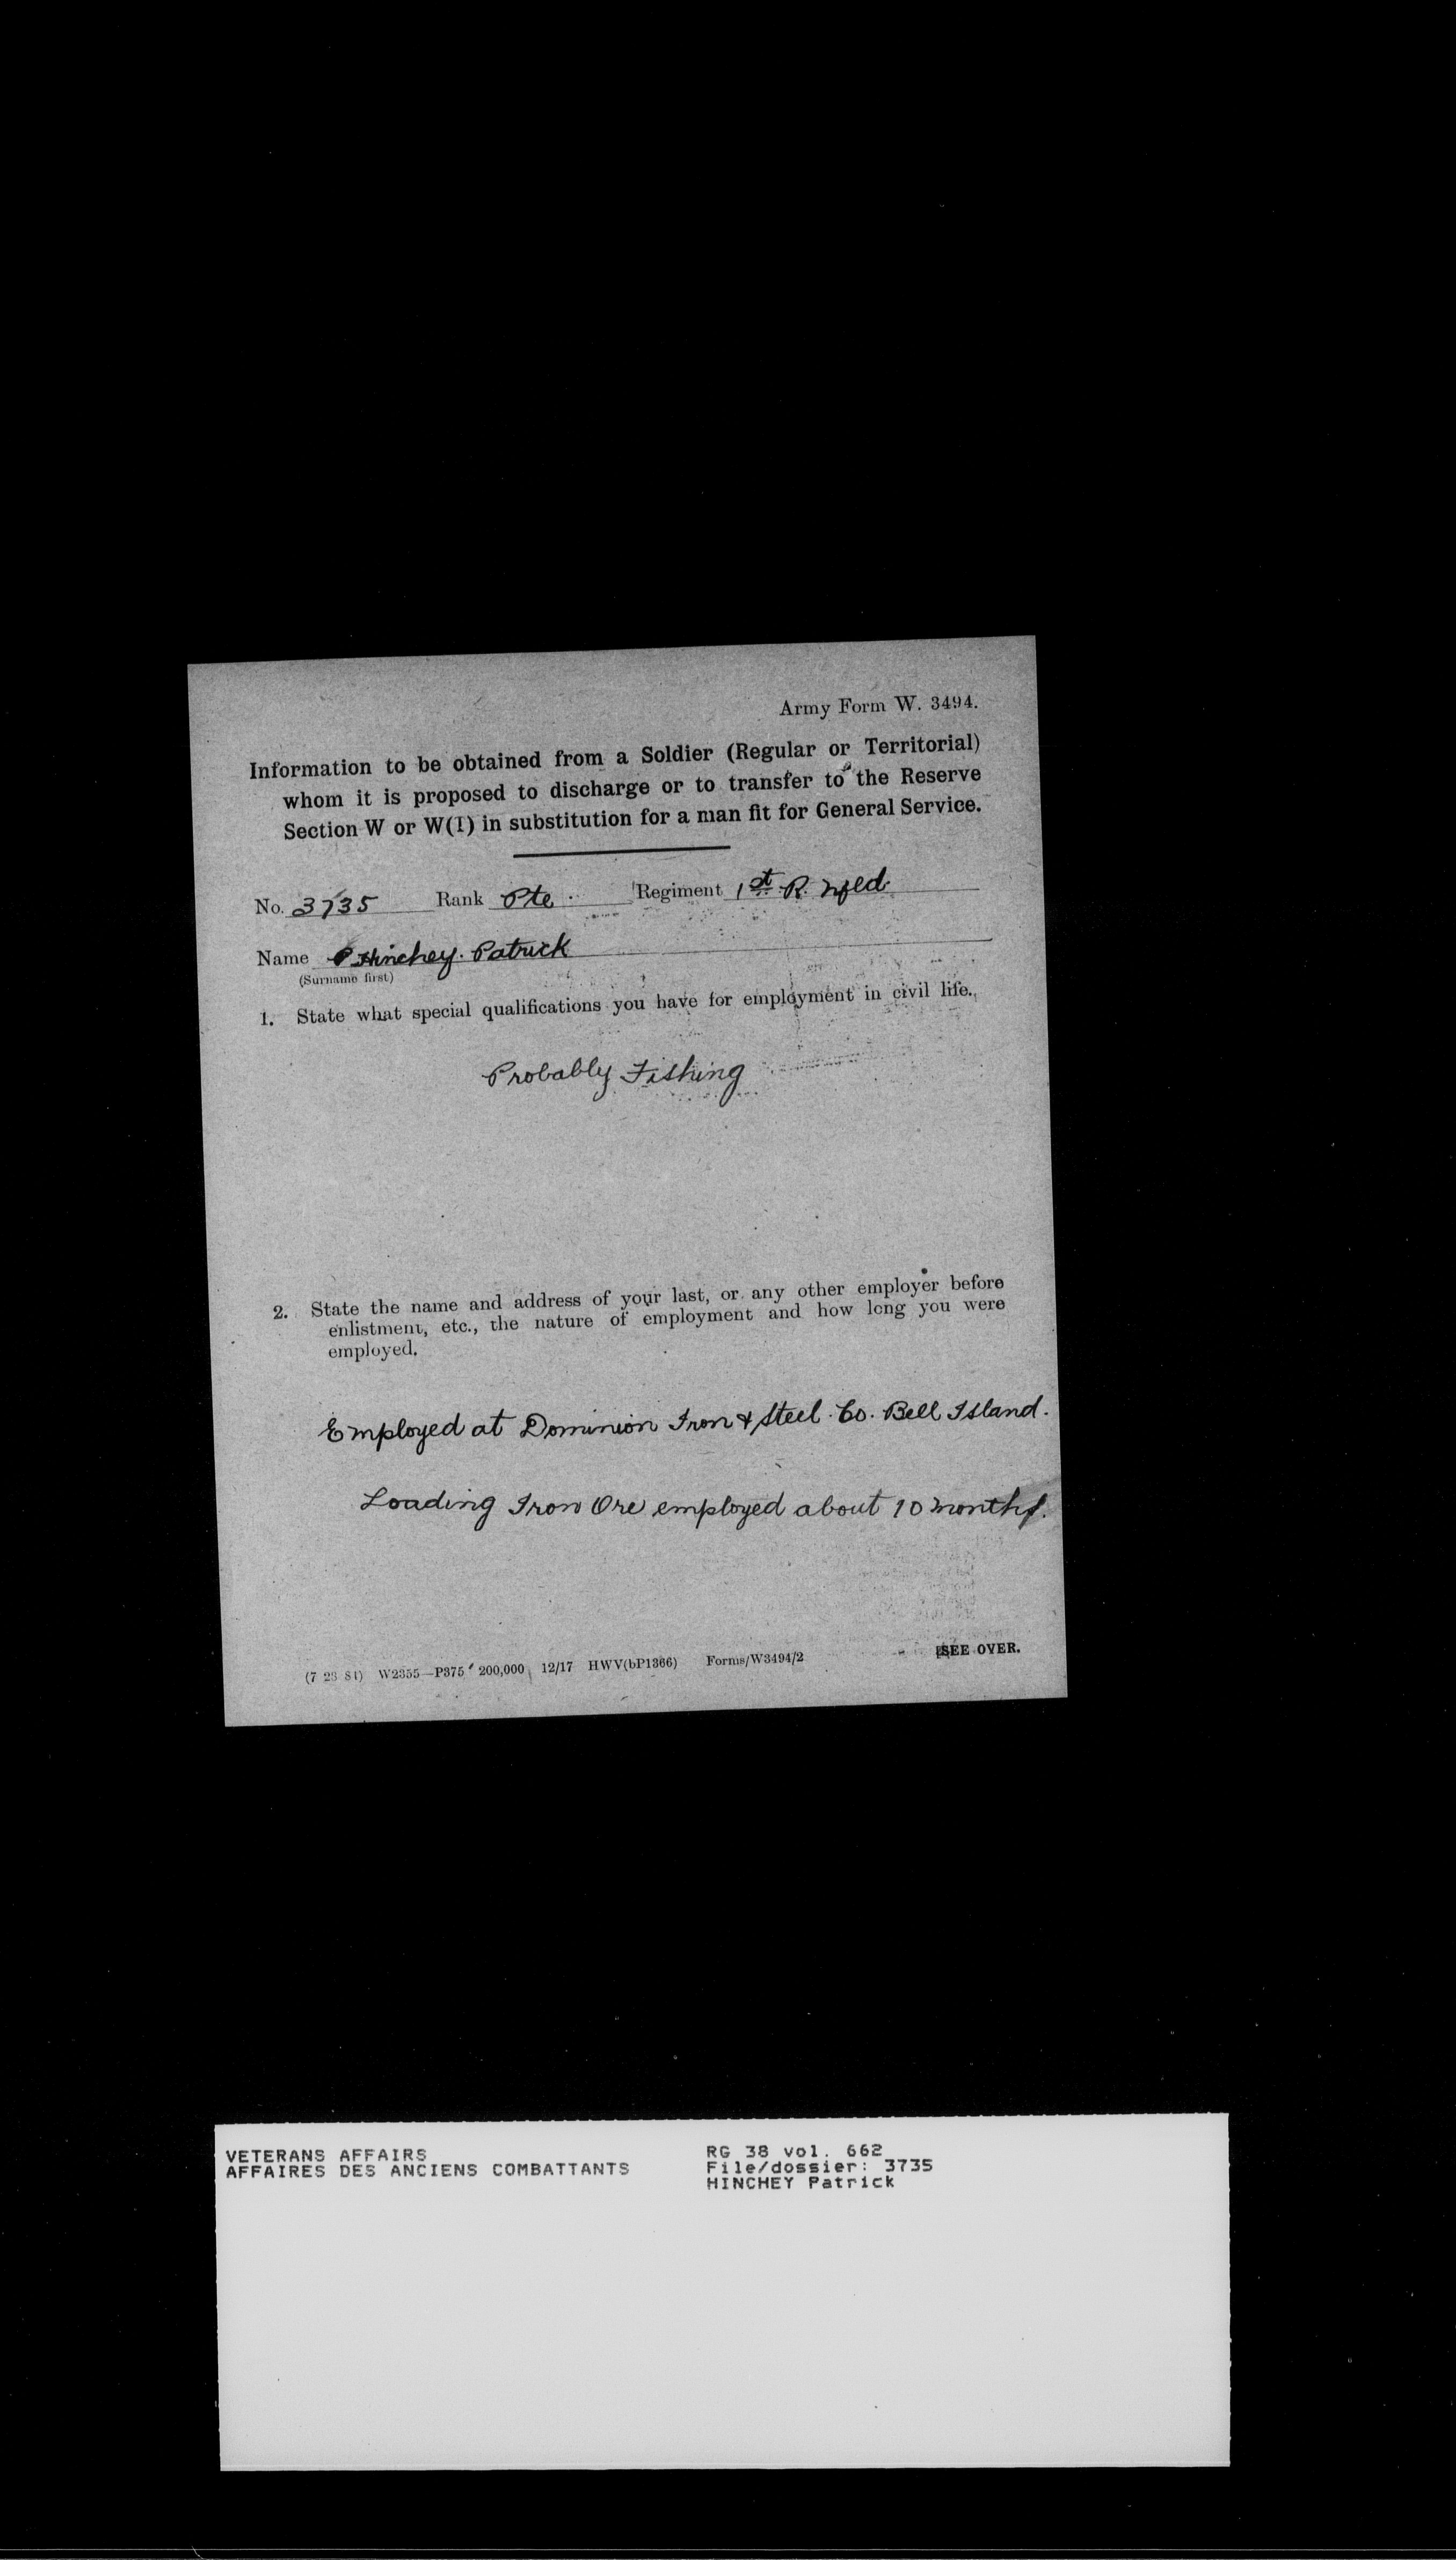 Army Form W. 3494.
Information to be obtained from a Soldier (Regular or Territorial)
whom it is proposed to discharge or to transfer to the Reserve
Section W or W(1) in substitution for a man fit for General Service.
No. 3735 Rank Pte. Regiment 1st R. Nfld.
Name P Hinchey. Patrick
(Surname first)
1. State what special qualifications you have for employment in civil life.
Probably Fishing
2. State the name and address of your last, or any other employer before
enlistment, etc., the nature of employment and how long you were
employed.
Employed at Dominion Iron & Steel Co. Bell Island.
Loading Iron Ore employed about 10 months.
(7 23 84) W2355—P375 200,000 12/17 HWV(bP1366) Forms/W3494/2
SEE OVER.
VETERANS AFFAIRS
AFFAIRES DES ANCIENS COMBATTANTS
RG 38 vol. 662
File/dossier: 3735
HINCHEY Patrick